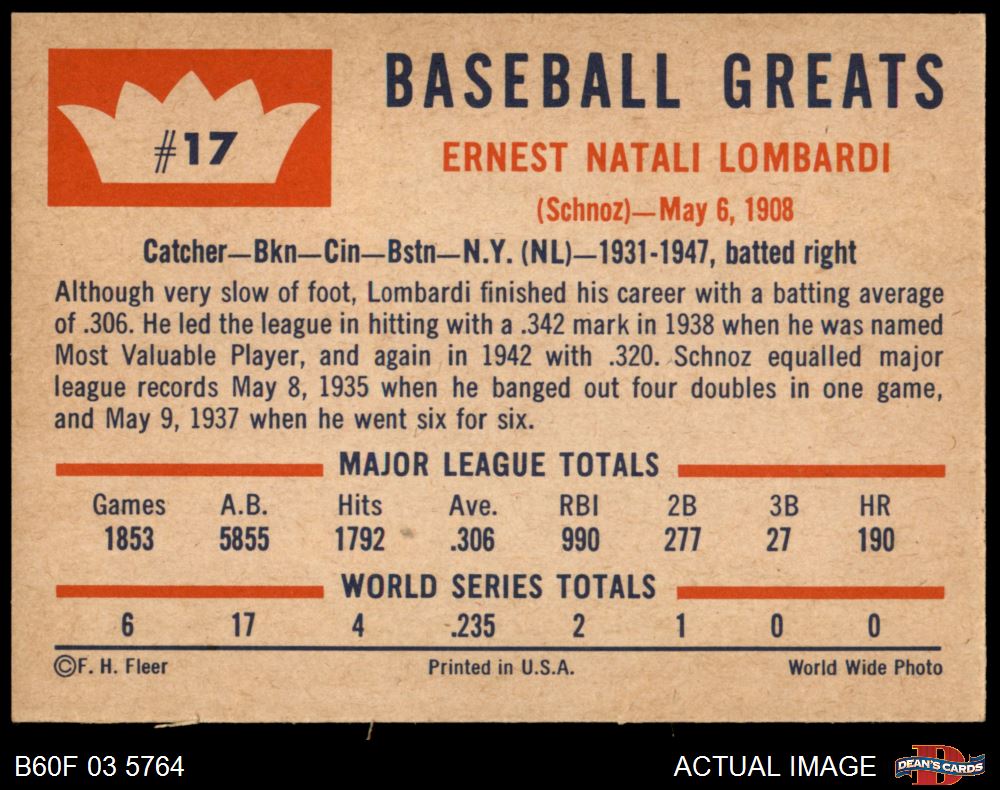 #17
BASEBALL GREATS
ERNEST NATALI LOMBARDI
(Schnoz)—May 6, 1908
Catcher—Bkn—Cin—Bstn—N.Y. (NL)—1931-1947, batted right
Although very slow of foot, Lombardi finished his career with a batting average
of .306. He led the league in hitting with a .342 mark in 1938 when he was named
Most Valuable Player, and again in 1942 with .320. Schnoz equalled major
league records May 8, 1935 when he banged out four doubles in one game,
and May 9, 1937 when he went six for six.
MAJOR LEAGUE TOTALS
Games A.B. Hits Ave. RBI 2B 3B HR
1853 5855 1792 .306 990 277 27 190
WORLD SERIES TOTALS
6 17 4 .235 2 1 0 0
©F. H. Fleer Printed in U.S.A. World Wide Photo
B60F 03 5764 ACTUAL IMAGE D DEAN'S CARDS